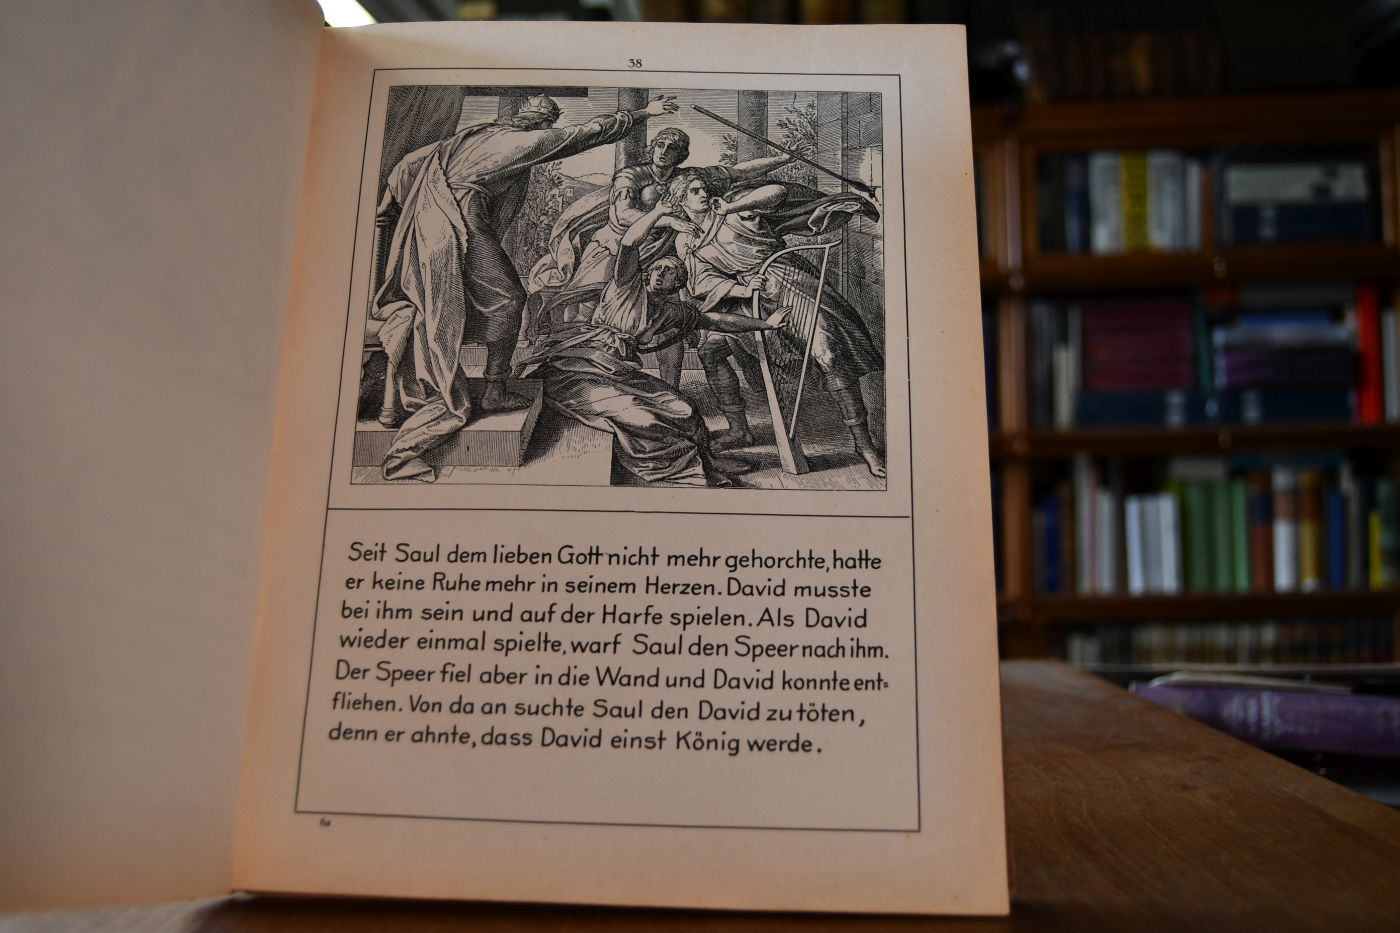 38
Seit Saul dem lieben Gott nicht mehr gehorchte, hatte
er keine Ruhe mehr in seinem Herzen. David musste
bei ihm sein und auf der Harfe spielen. Als David
wieder einmal spielte, warf Saul den Speer nach ihm.
Der Speer fiel aber in die Wand und David konnte ent=
fliehen. Von da an suchte Saul den David zu töten,
denn er ahnte, dass David einst König werde.